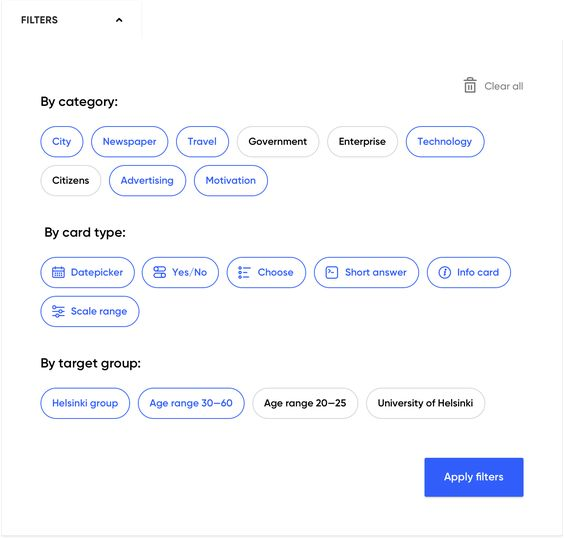 FILTERS
Clear all
By category:
City Newspaper Travel Government Enterprise Technology
Citizens Advertising Motivation
By card type:
Datepicker Yes/No Choose Short answer Info card
Scale range
By target group:
Helsinki group Age range 30—60 Age range 20—25 University of Helsinki
Apply filters